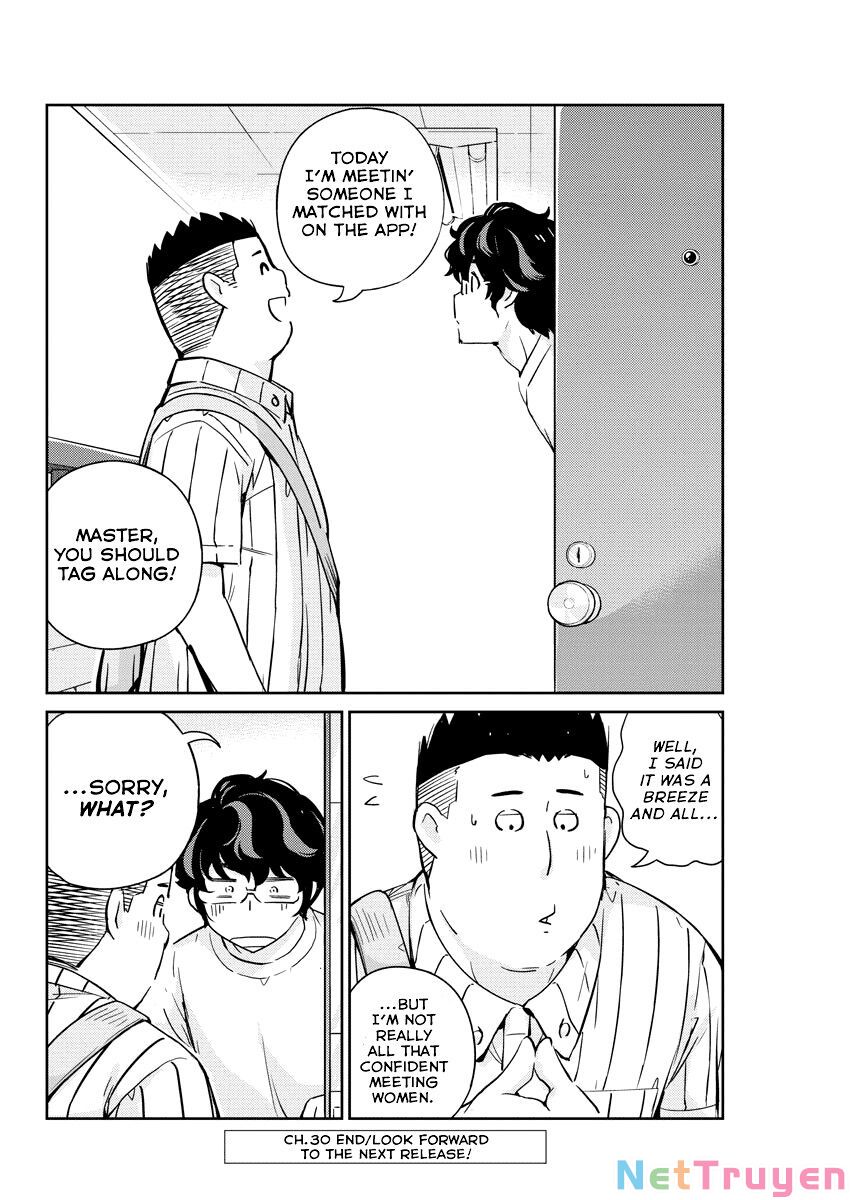 TODAY
I'M MEETIN'
SOMEONE I
MATCHED WITH
ON THE APP!
MASTER,
YOU SHOULD
TAG ALONG!
WELL,
I SAID
IT WAS A
BREEZE
AND ALL...
...BUT
I'M NOT
REALLY
ALL THAT
CONFIDENT
MEETING
WOMEN.
...SORRY,
WHAT?
CH.30 END/LOOK FORWARD
TO THE NEXT RELEASE!
NetTruyen